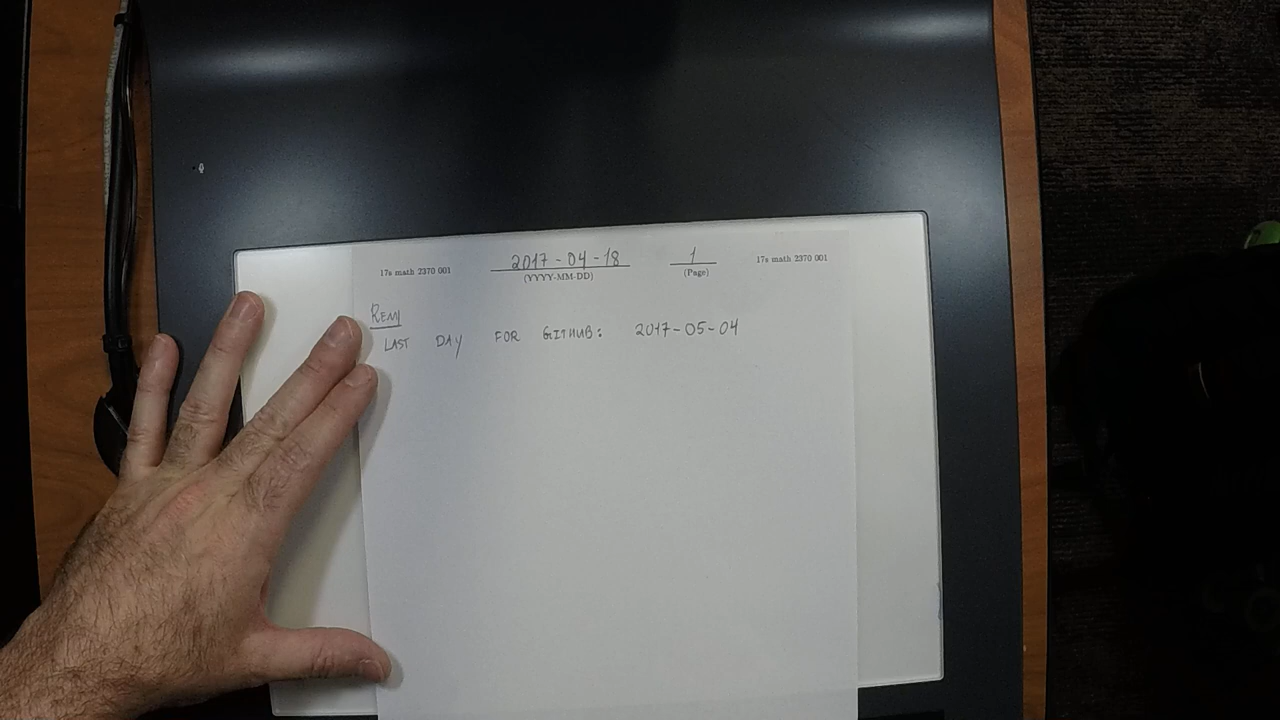 17s math 2370 001 2017-04-18 1 17s math 2370 001
(YYYY-MM-DD) (Page)
REM
LAST DAY FOR GITHUB: 2017-05-04